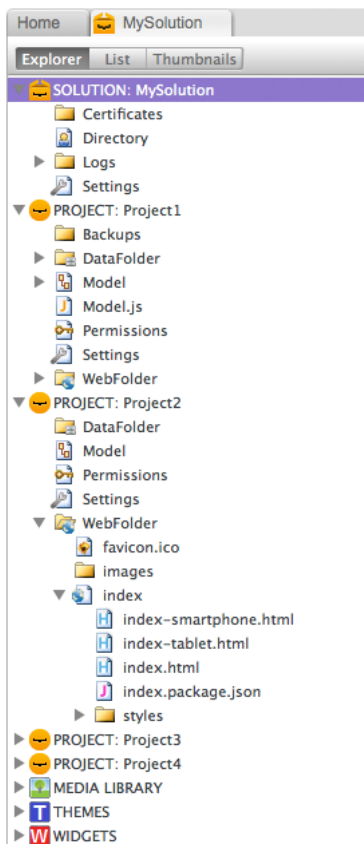 Home MySolution
Explorer List Thumbnails
SOLUTION: MySolution
Certificates
Directory
Logs
Settings
PROJECT: Project1
Backups
DataFolder
Model
Model.js
Permissions
Settings
WebFolder
PROJECT: Project2
DataFolder
Model
Permissions
Settings
WebFolder
favicon.ico
images
index
index-smartphone.html
index-tablet.html
index.html
index.package.json
styles
PROJECT: Project3
PROJECT: Project4
MEDIA LIBRARY
THEMES
WIDGETS